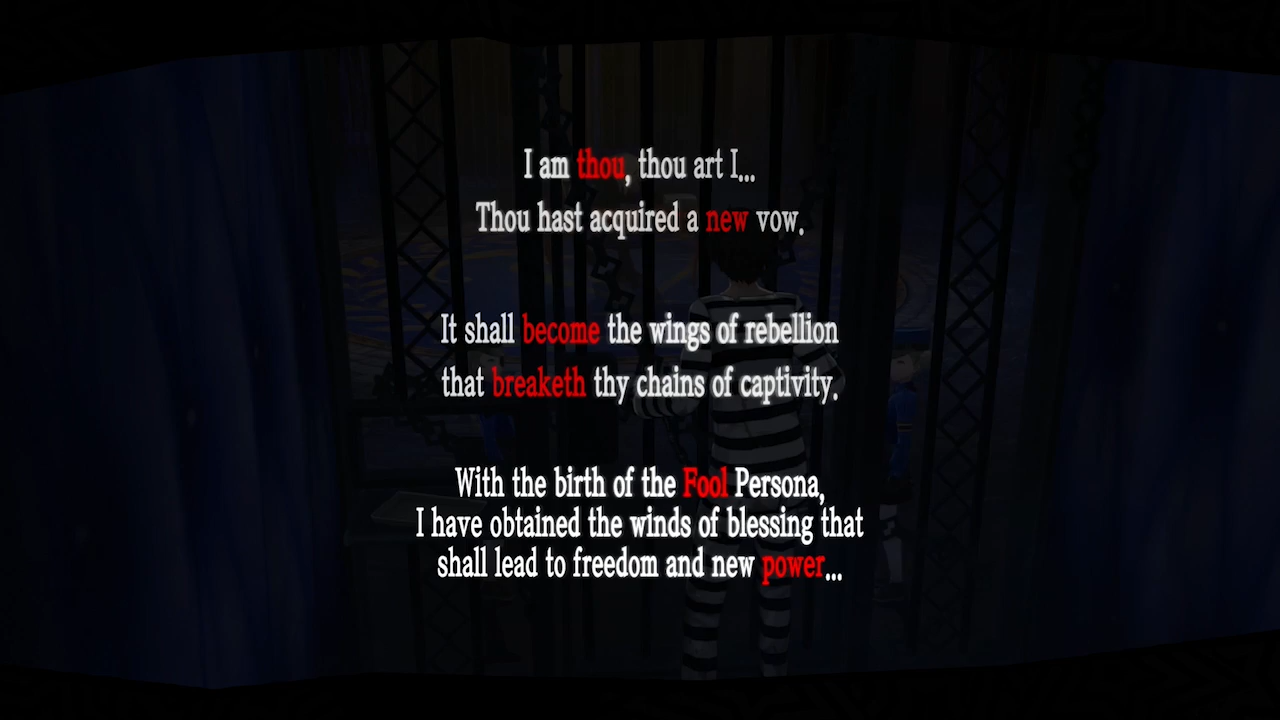 I am thou, thou art I...
Thou hast acquired a new vow.
It shall become the wings of rebellion
that breaketh thy chains of captivity.
With the birth of the Fool Persona,
I have obtained the winds of blessing that
shall lead to freedom and new power...